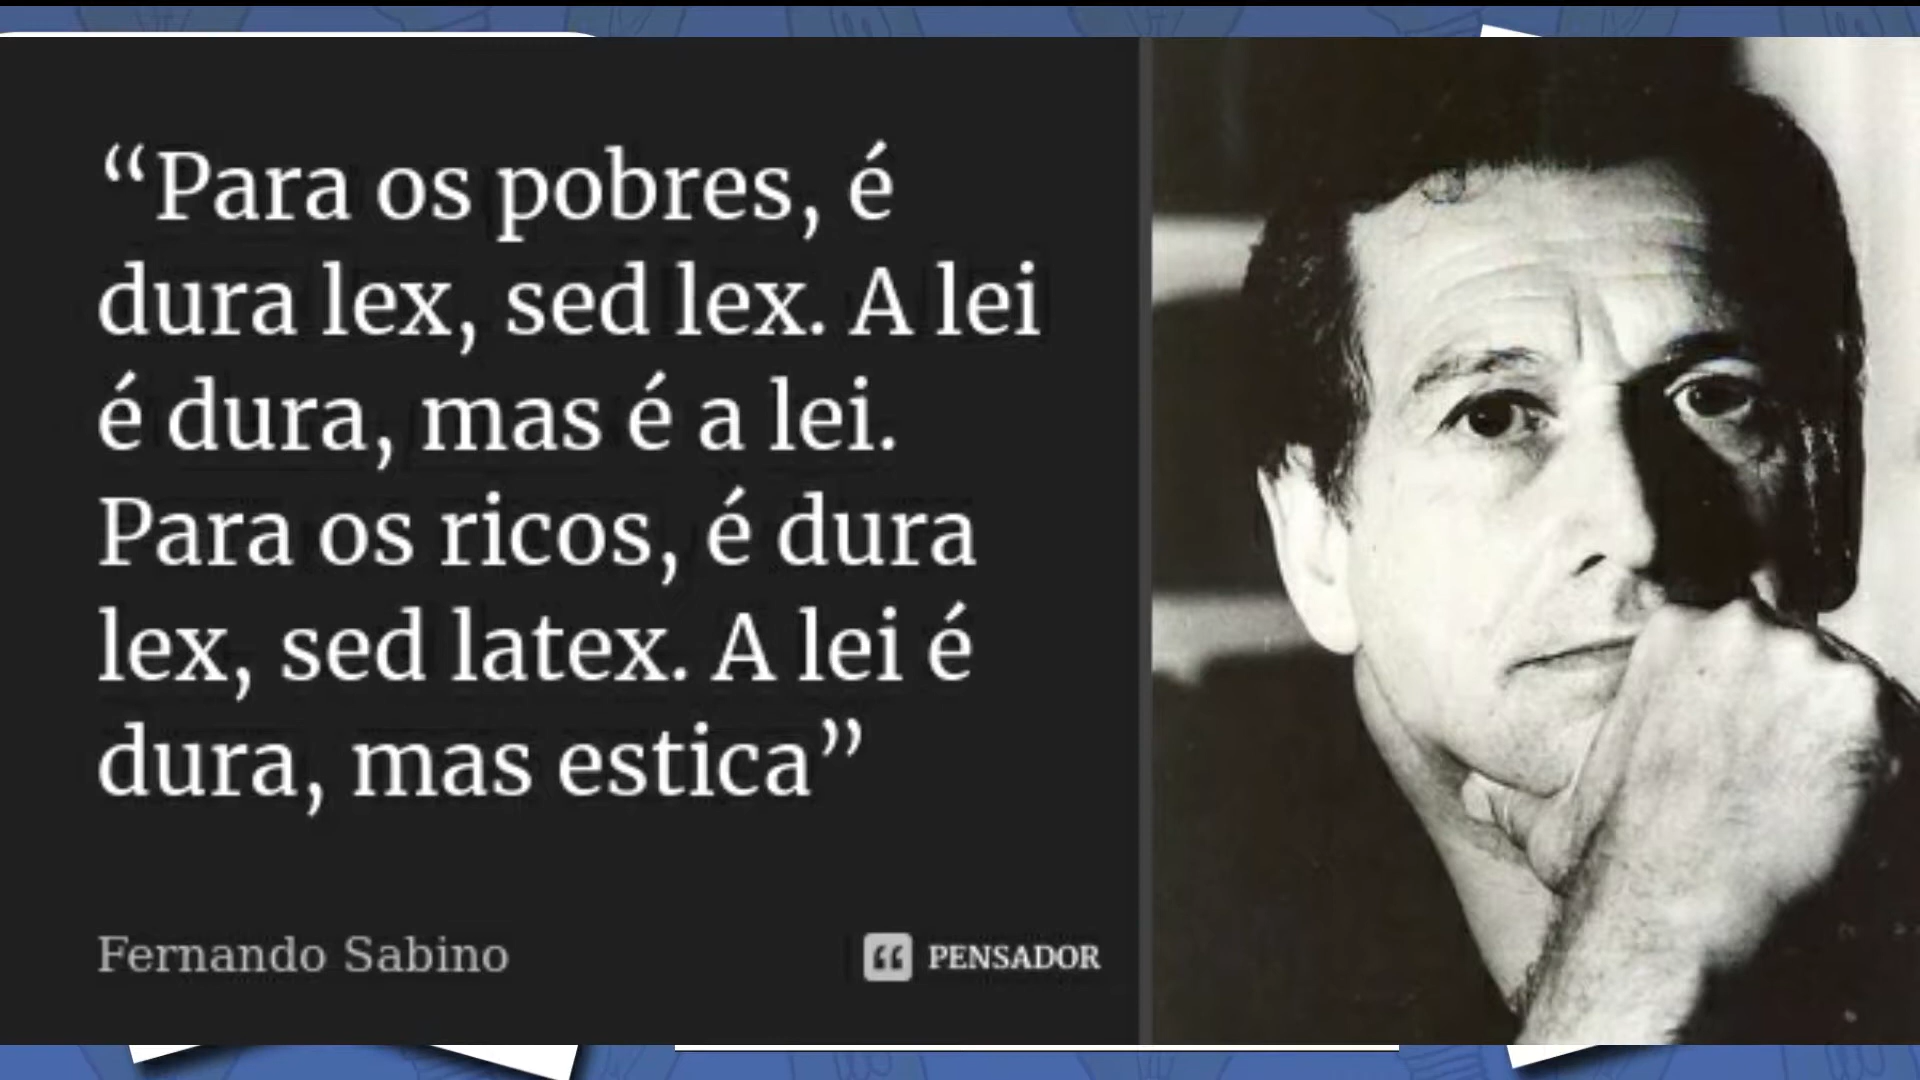 “Para os pobres, é
dura lex, sed lex. A lei
é dura, mas é a lei.
Para os ricos, é dura
lex, sed latex. A lei é
dura, mas estica”
Fernando Sabino
PENSADOR